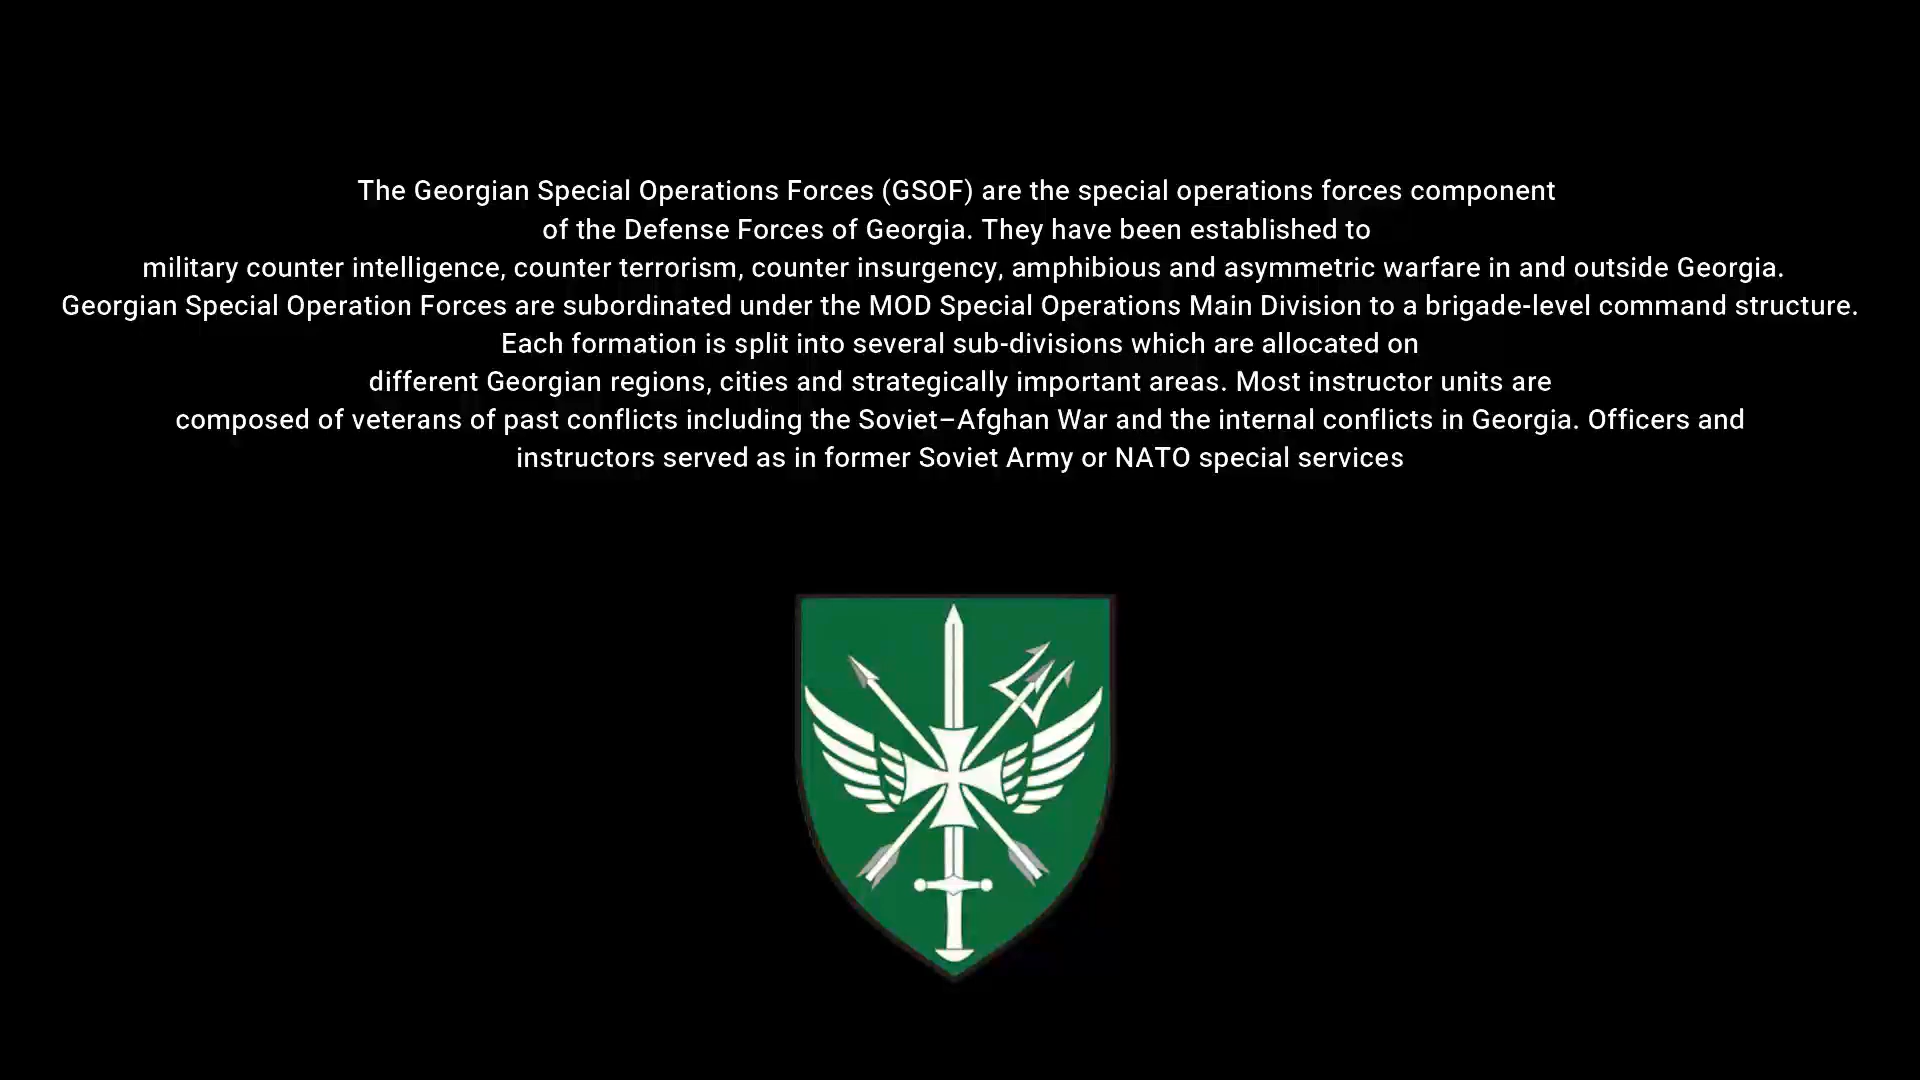 The Georgian Special Operations Forces (GSOF) are the special operations forces component
of the Defense Forces of Georgia. They have been established to
military counter intelligence, counter terrorism, counter insurgency, amphibious and asymmetric warfare in and outside Georgia.
Georgian Special Operation Forces are subordinated under the MOD Special Operations Main Division to a brigade-level command structure.
Each formation is split into several sub-divisions which are allocated on
different Georgian regions, cities and strategically important areas. Most instructor units are
composed of veterans of past conflicts including the Soviet–Afghan War and the internal conflicts in Georgia. Officers and
instructors served as in former Soviet Army or NATO special services